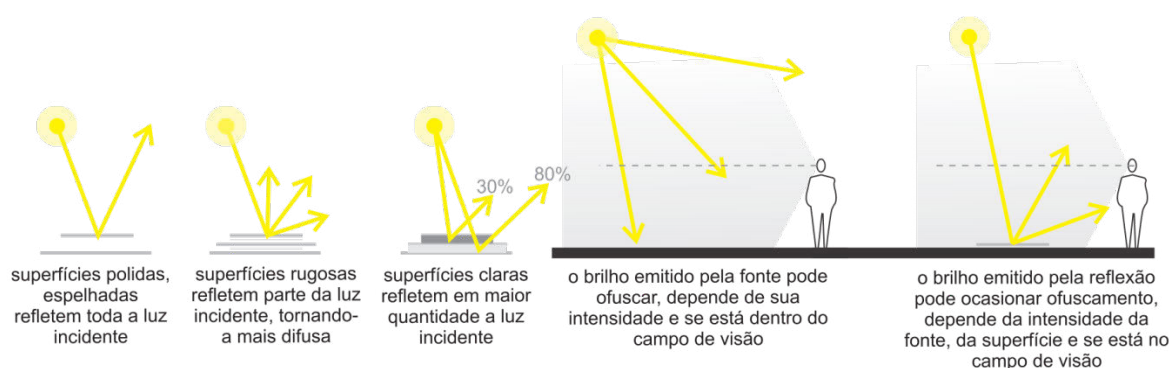 30%
80%
superfícies polidas,
espelhadas
refletem toda a luz
incidente
superfícies rugosas
refletem parte da luz
incidente, tornando-
a mais difusa
superfícies claras
refletem em maior
quantidade a luz
incidente
o brilho emitido pela fonte pode
ofuscar, depende de sua
intensidade e se está dentro do
campo de visão
o brilho emitido pela reflexão
pode ocasionar ofuscamento,
depende da intensidade da
fonte, da superfície e se está no
campo de visão